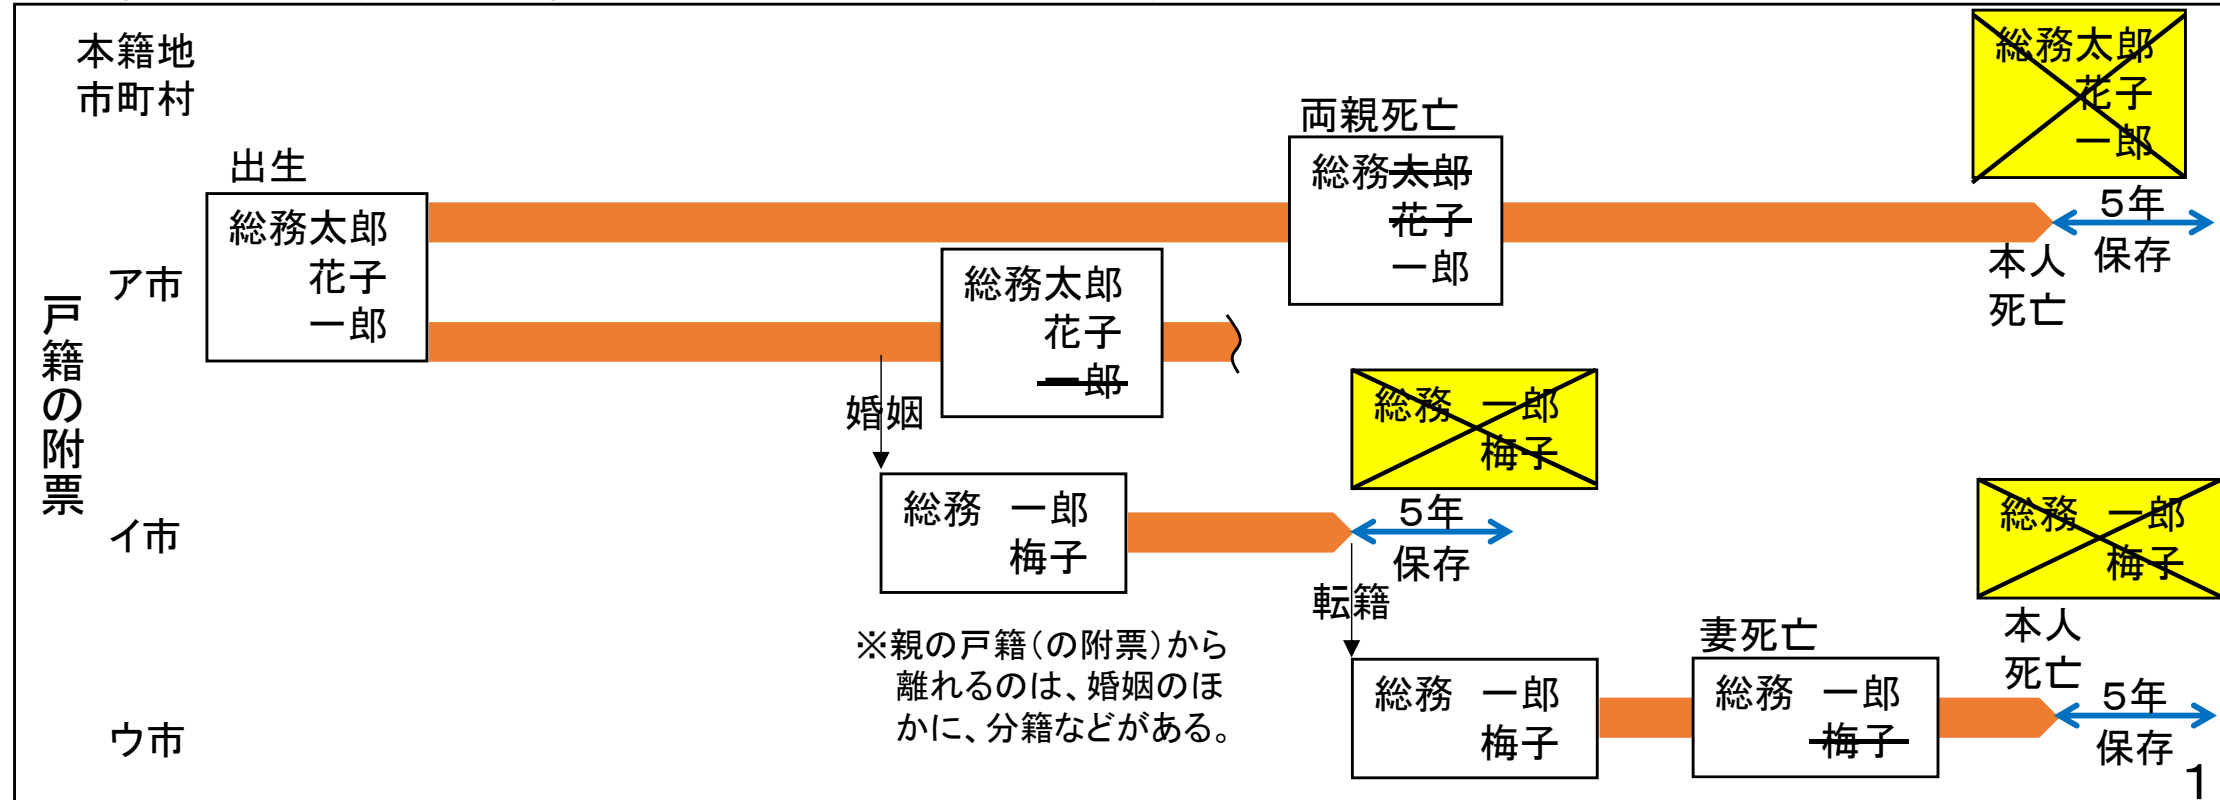 本籍地
市町村
戸籍の附票
ア市
出生
総務太郎
花子
一郎
両親死亡
総務太郎
花子
一郎
総務太郎
花子
一郎
5年
保存
本人
死亡
総務太郎
花子
一郎
婚姻
イ市
総務 一郎
梅子
総務 一郎
梅子
5年
保存
転籍
※親の戸籍(の附票)から
離れるのは、婚姻のほ
かに、分籍などがある。
ウ市
総務 一郎
梅子
妻死亡
総務 一郎
梅子
総務 一郎
梅子
本人
死亡
5年
保存
1